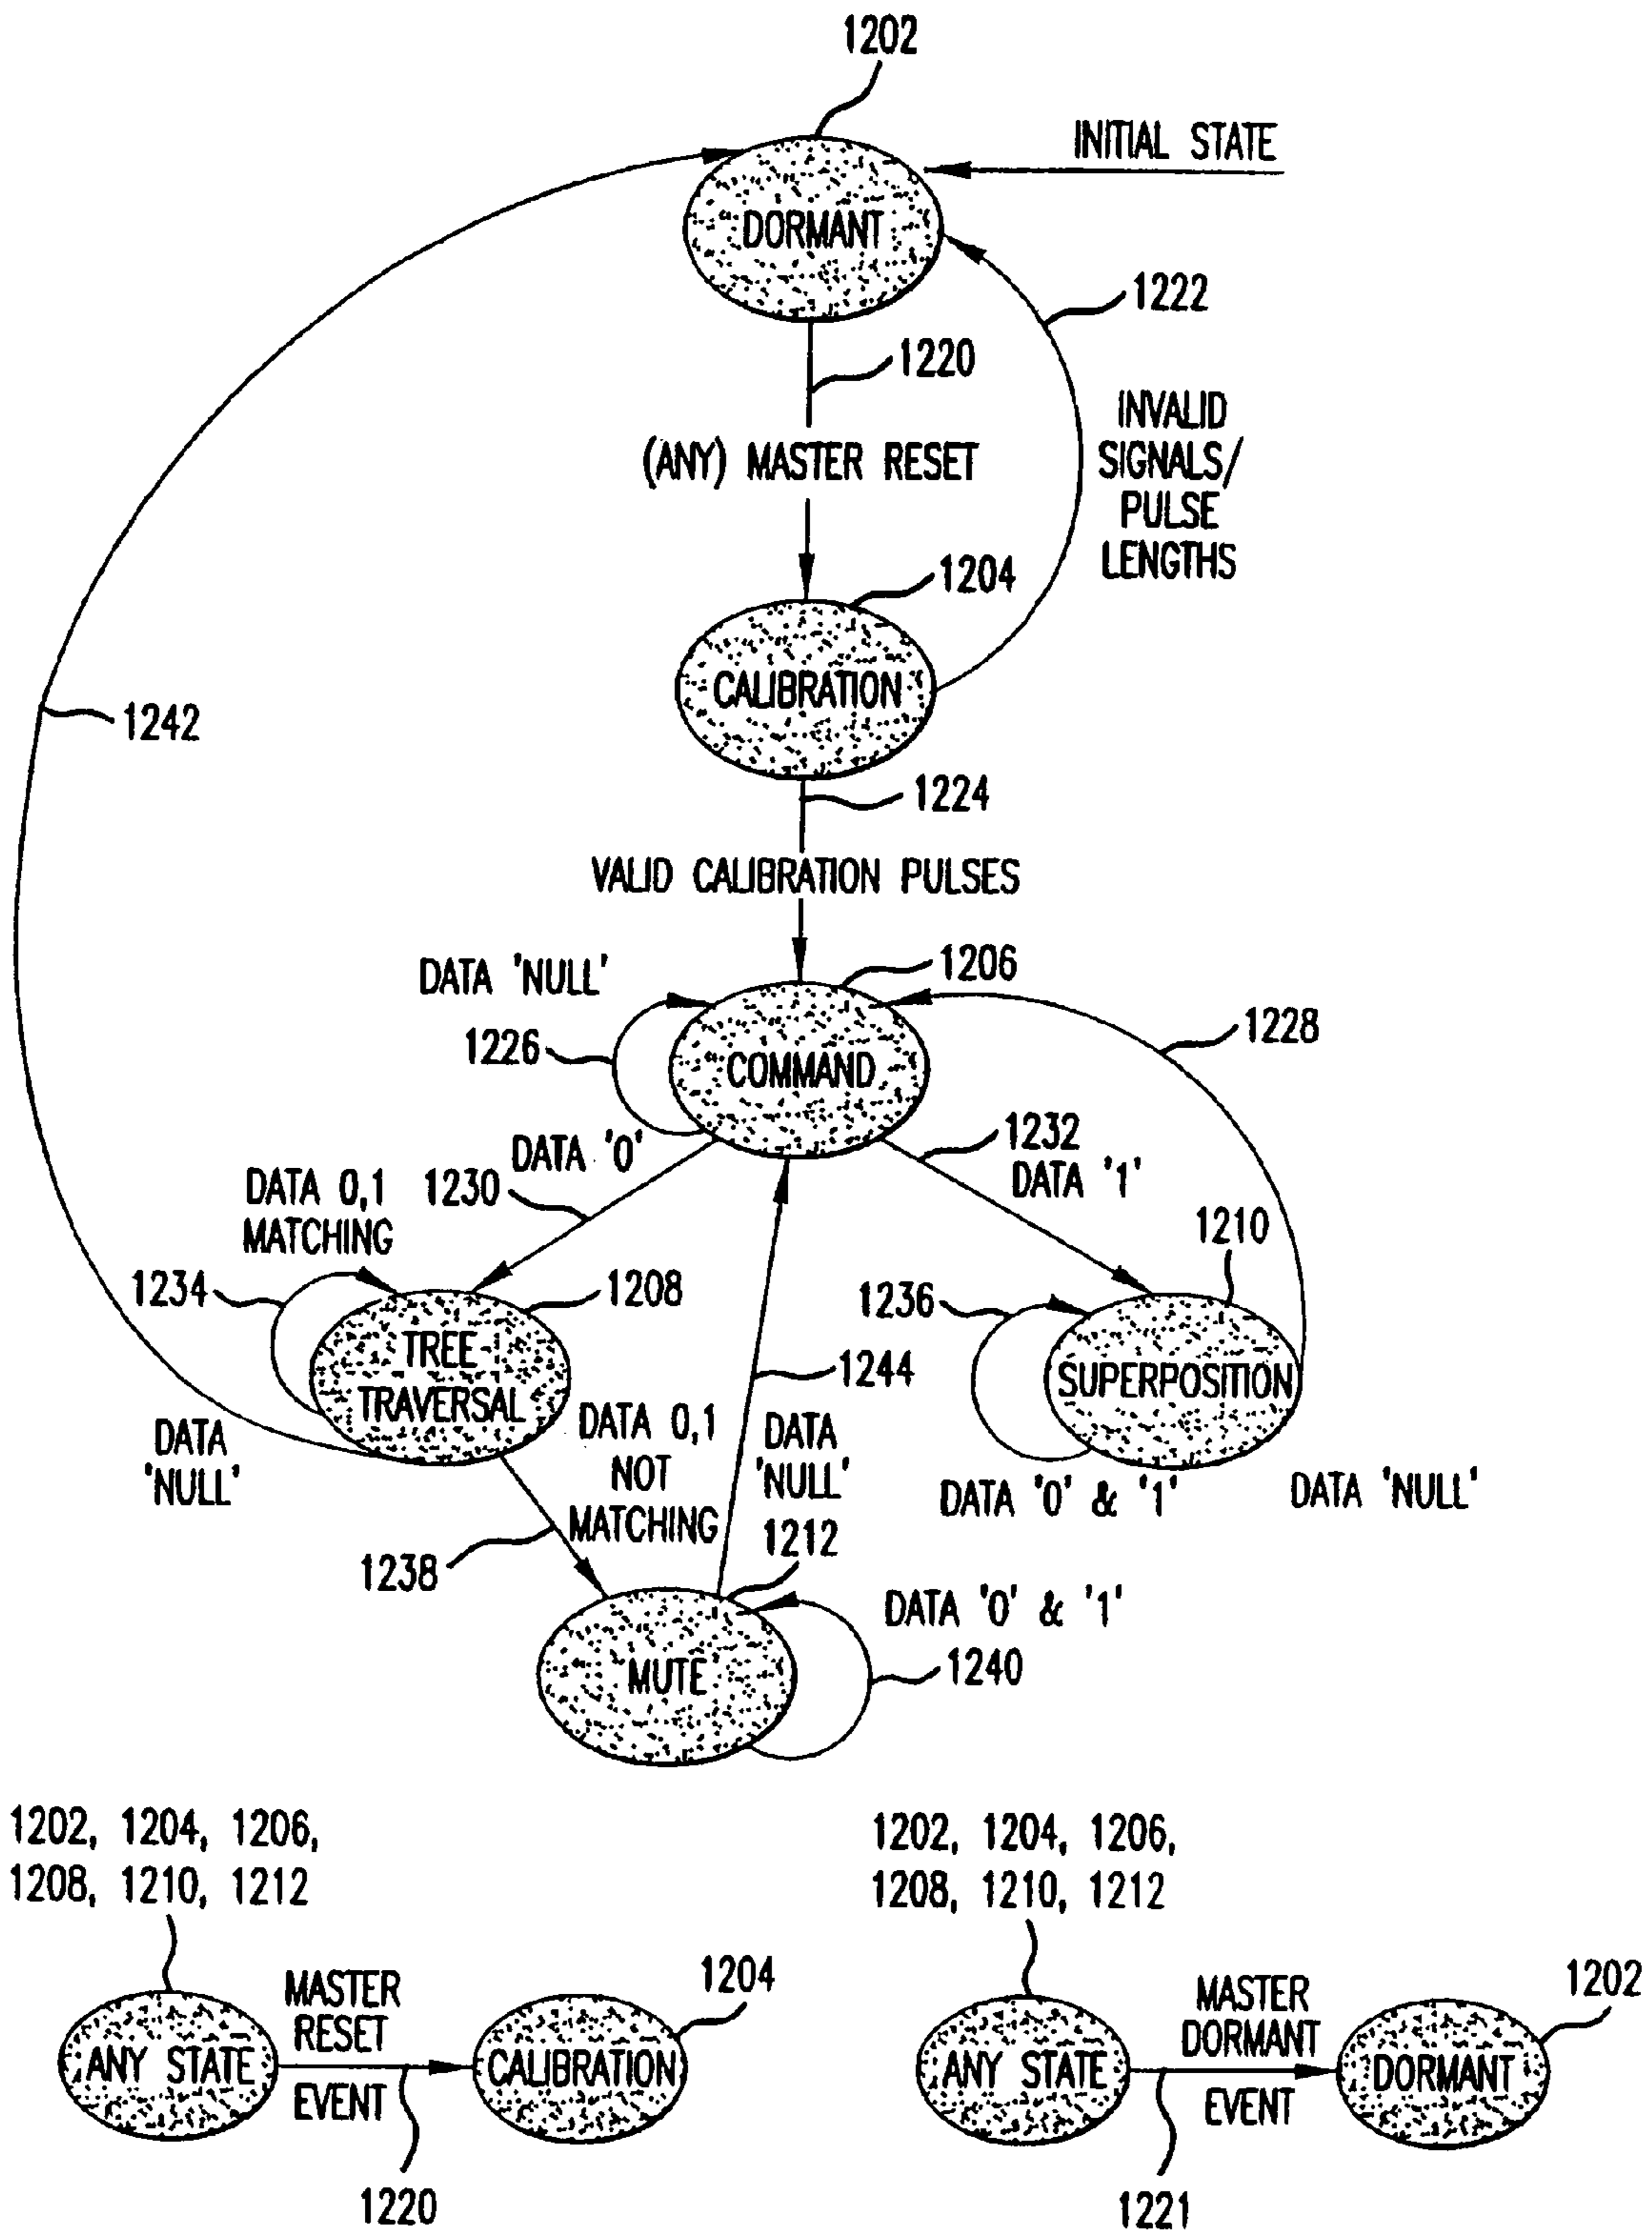 1202
INITIAL STATE
DORMANT
1222
1220
INVALID
SIGNALS/
PULSE
LENGTHS
(ANY) MASTER RESET
1204
CALIBRATION
1242
1224
VALID CALIBRATION PULSES
DATA 'NULL'
1206
1226
COMMAND
1228
1232
DATA '0'
DATA '1'
1230
DATA 0,1
MATCHING
1210
1234
1208
1236
TREE
TRAVERSAL
1244
SUPERPOSITION
DATA
'NULL'
DATA 0,1
NOT
MATCHING
DATA
'NULL'
DATA '0' & '1'
DATA 'NULL'
1212
1238
DATA '0' & '1'
MUTE
1240
1202, 1204, 1206,
1208, 1210, 1212
1202, 1204, 1206,
1208, 1210, 1212
ANY STATE
MASTER
RESET
EVENT
1204
CALIBRATION
1220
ANY STATE
MASTER
DORMANT
EVENT
1202
DORMANT
1221